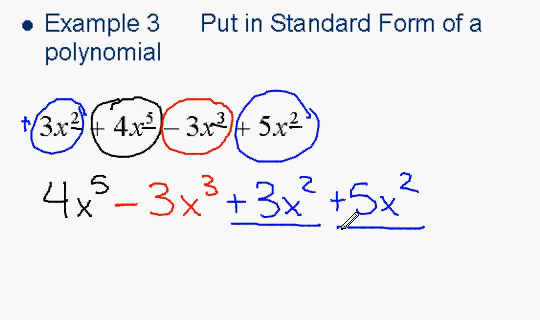 Example 3 Put in Standard Form of a
polynomial
+ 3x² + 4x⁵ – 3x³ + 5x²
4x⁵ – 3x³ + 3x² + 5x²